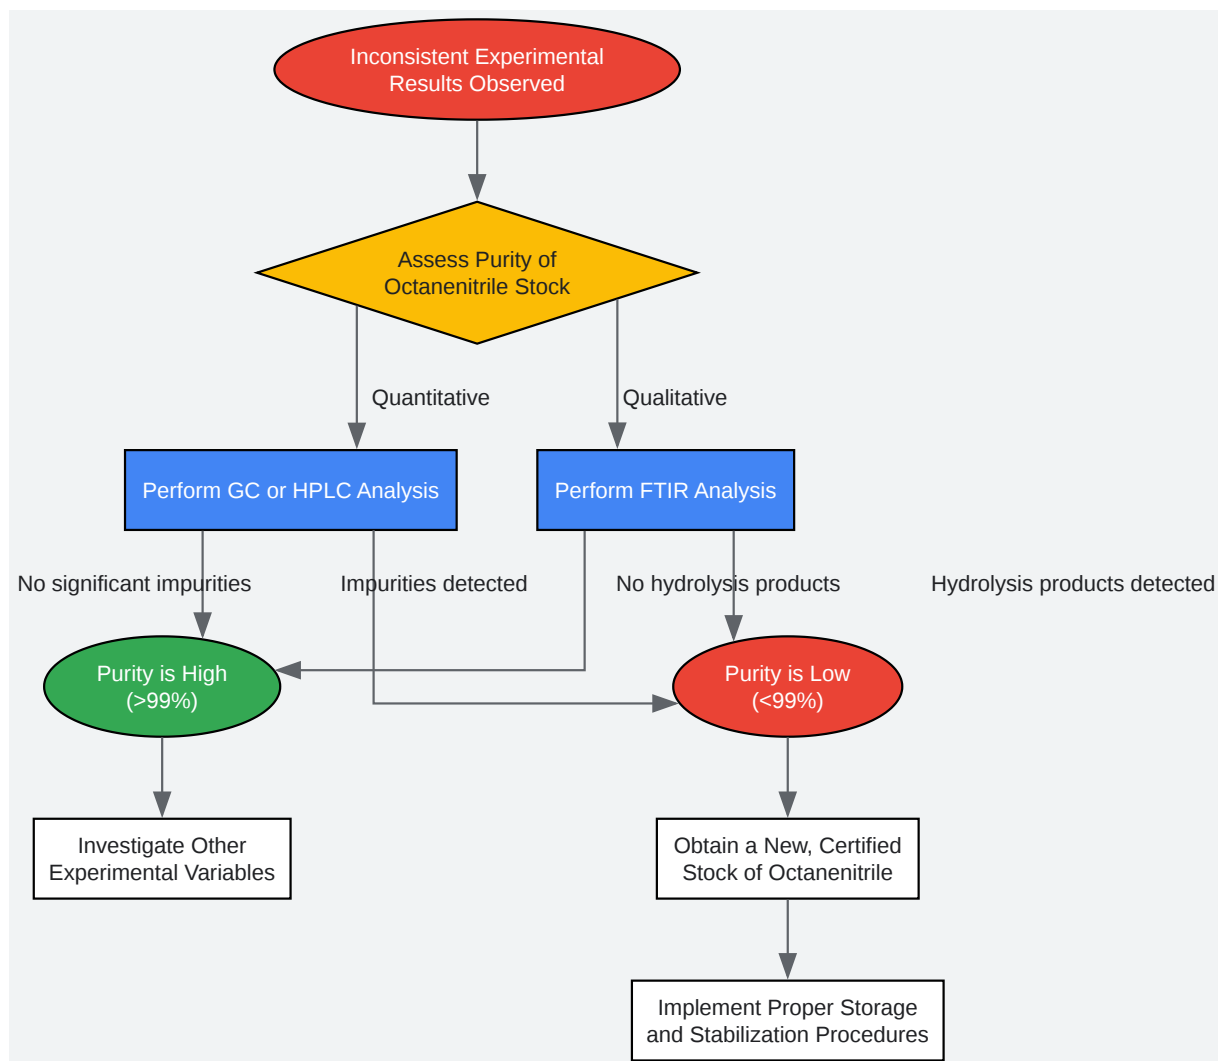 Inconsistent Experimental
Results Observed
Assess Purity of
Octanenitrile Stock
Quantitative
Qualitative
Perform GC or HPLC Analysis
Perform FTIR Analysis
No significant impurities
Impurities detected
No hydrolysis products
Hydrolysis products detected
Purity is High
(>99%)
Purity is Low
(<99%)
Investigate Other
Experimental Variables
Obtain a New, Certified
Stock of Octanenitrile
Implement Proper Storage
and Stabilization Procedures